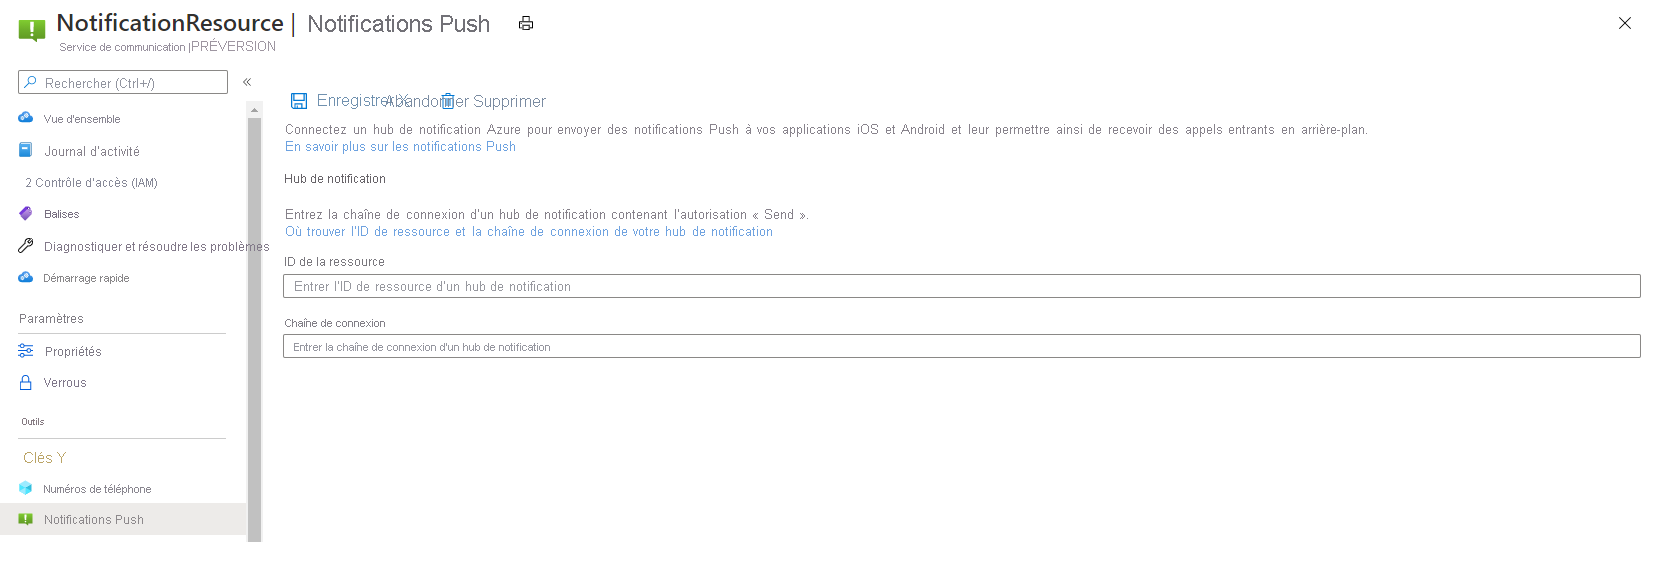 NotificationResource | Notifications Push
Service de communication |PRÉVERSION
Rechercher (Ctrl+/)
«
Vue d'ensemble
Journal d'activité
2 Contrôle d'accès (IAM)
Balises
Diagnostiquer et résoudre les problèmes
Démarrage rapide
Paramètres
Propriétés
Verrous
Outils
Clés Y
Numéros de téléphone
Notifications Push
Enregistrer X Abandonner Supprimer
Connectez un hub de notification Azure pour envoyer des notifications Push à vos applications iOS et Android et leur permettre ainsi de recevoir des appels entrants en arrière-plan.
En savoir plus sur les notifications Push
Hub de notification
Entrez la chaîne de connexion d'un hub de notification contenant l'autorisation « Send ».
Où trouver l'ID de ressource et la chaîne de connexion de votre hub de notification
ID de la ressource
Entrer l'ID de ressource d'un hub de notification
Chaîne de connexion
Entrer la chaîne de connexion d'un hub de notification